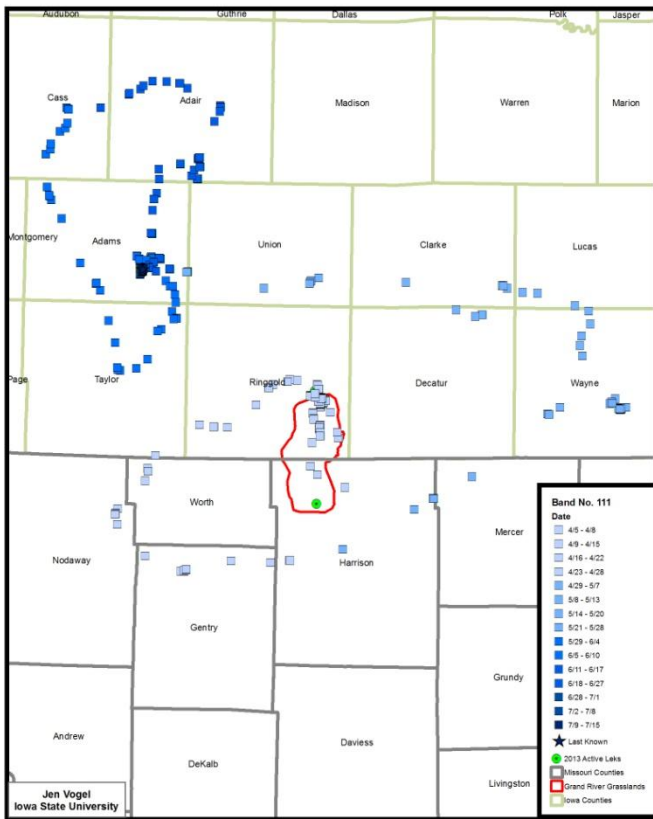 Audubon
Guthrie
Dallas
Polk
Jasper
Cass
Adair
Madison
Warren
Marion
Montgomery
Adams
Union
Clarke
Lucas
Page
Taylor
Ringgold
Decatur
Wayne
Nodaway
Worth
Harrison
Mercer
Gentry
Grundy
Andrew
DeKalb
Daviess
Livingston
Band No. 111
Date
4/5 - 4/8
4/9 - 4/15
4/16 - 4/22
4/23 - 4/28
4/29 - 5/7
5/8 - 5/13
5/14 - 5/20
5/21 - 5/28
5/29 - 6/4
6/5 - 6/10
6/11 - 6/17
6/18 - 6/27
6/28 - 7/1
7/2 - 7/8
7/9 - 7/15
Last Known
2013 Active Leks
Missouri Counties
Grand River Grasslands
Iowa Counties
Jen Vogel
Iowa State University